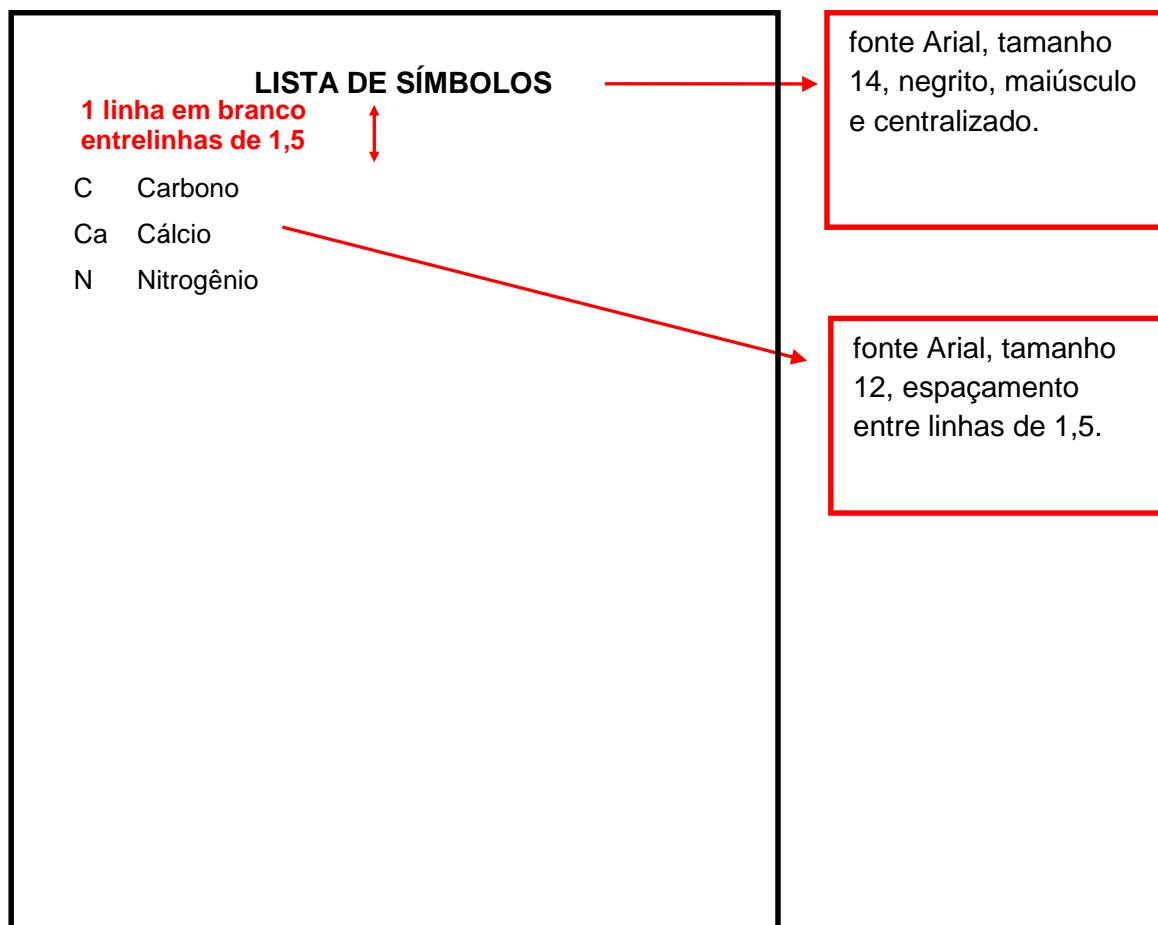 LISTA DE SÍMBOLOS
1 linha em branco
entrelinhas de 1,5
C Carbono
Ca Cálcio
N Nitrogênio
fonte Arial, tamanho
14, negrito, maiúsculo
e centralizado.
fonte Arial, tamanho
12, espaçamento
entre linhas de 1,5.